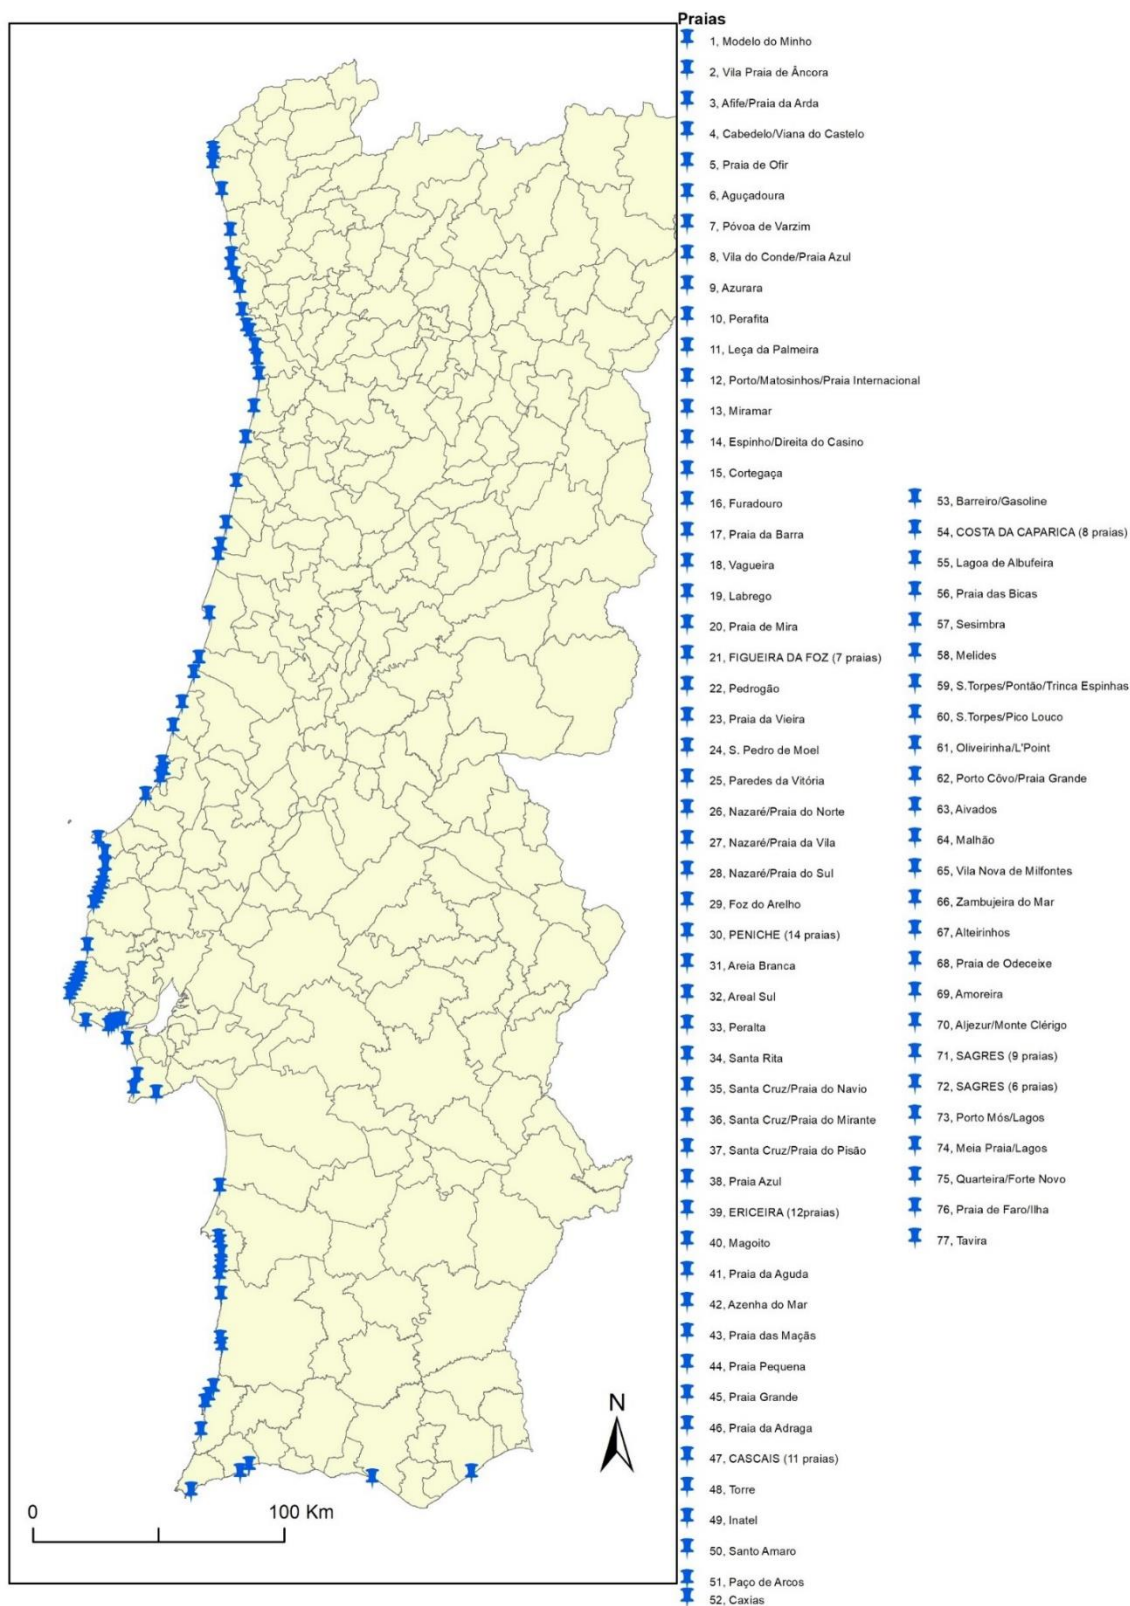 Praias
1, Modelo do Minho
2, Vila Praia de Âncora
3, Afife/Praia da Arda
4, Cabedelo/Viana do Castelo
5, Praia de Ofir
6, Aguçadoura
7, Póvoa de Varzim
8, Vila do Conde/Praia Azul
9, Azurara
10, Perafita
11, Leça da Palmeira
12, Porto/Matosinhos/Praia Internacional
13, Miramar
14, Espinho/Direita do Casino
15, Cortegaça
16, Furadouro
17, Praia da Barra
18, Vagueira
19, Labrego
20, Praia de Mira
21, FIGUEIRA DA FOZ (7 praias)
22, Pedrogão
23, Praia da Vieira
24, S. Pedro de Moel
25, Paredes da Vitória
26, Nazaré/Praia do Norte
27, Nazaré/Praia da Vila
28, Nazaré/Praia do Sul
29, Foz do Arelho
30, PENICHE (14 praias)
31, Areia Branca
32, Areal Sul
33, Peralta
34, Santa Rita
35, Santa Cruz/Praia do Navio
36, Santa Cruz/Praia do Mirante
37, Santa Cruz/Praia do Pisão
38, Praia Azul
39, ERICEIRA (12praias)
40, Magoito
41, Praia da Aguda
42, Azenha do Mar
43, Praia das Maçãs
44, Praia Pequena
45, Praia Grande
46, Praia da Adraga
47, CASCAIS (11 praias)
48, Torre
49, Inatel
50, Santo Amaro
51, Paço de Arcos
52, Caxias
53, Barreiro/Gasoline
54, COSTA DA CAPARICA (8 praias)
55, Lagoa de Albufeira
56, Praia das Bicas
57, Sesimbra
58, Melides
59, S.Torpes/Pontão/Trinca Espinhas
60, S.Torpes/Pico Louco
61, Oliveirinha/L'Point
62, Porto Côvo/Praia Grande
63, Aivados
64, Malhão
65, Vila Nova de Milfontes
66, Zambujeira do Mar
67, Alteirinhos
68, Praia de Odeceixe
69, Amoreira
70, Aljezur/Monte Clérigo
71, SAGRES (9 praias)
72, SAGRES (6 praias)
73, Porto Mós/Lagos
74, Meia Praia/Lagos
75, Quarteira/Forte Novo
76, Praia de Faro/Ilha
77, Tavira
N
0 100 Km